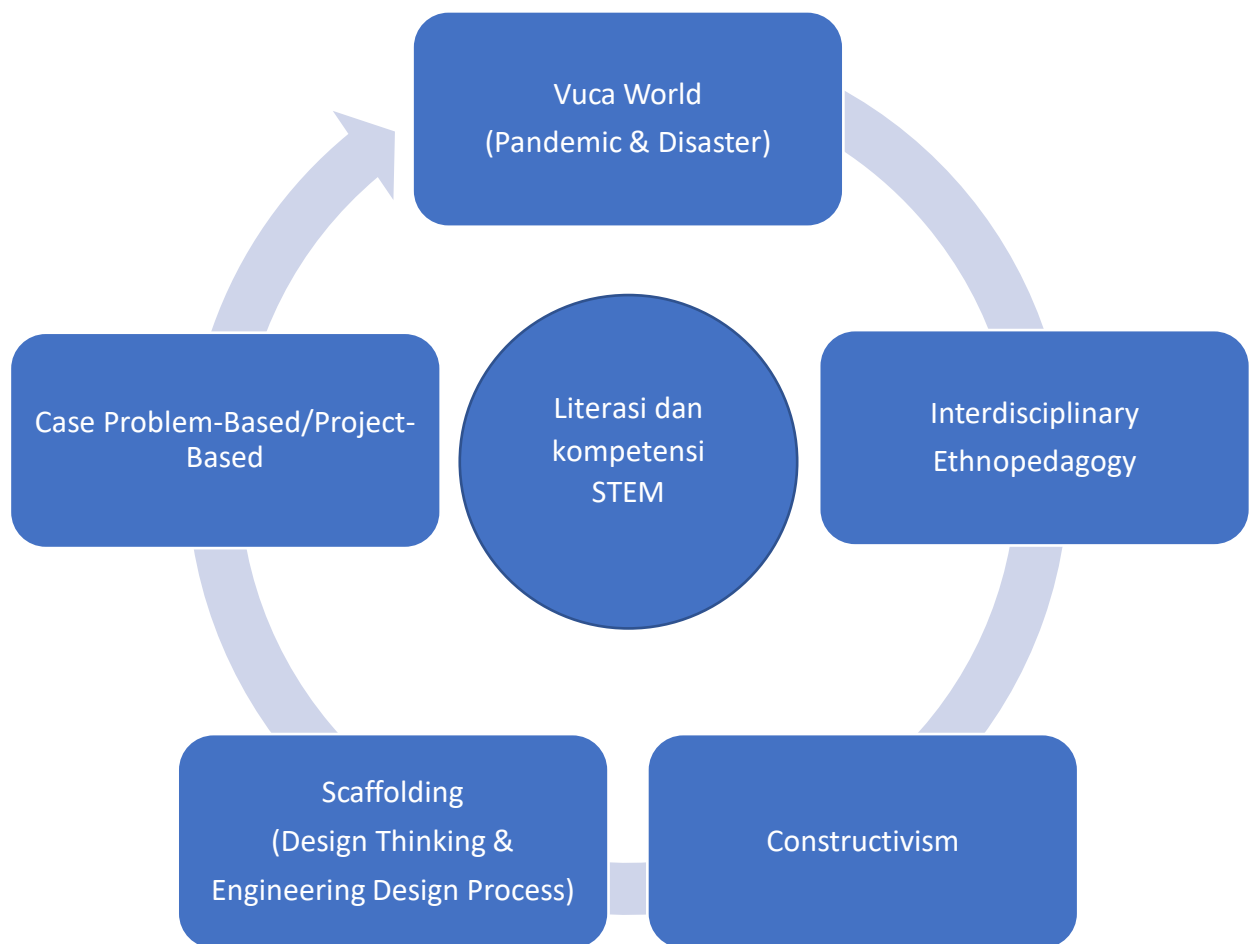 Vuca World
(Pandemic & Disaster)
Interdisciplinary
Ethnopedagogy
Constructivism
Scaffolding
(Design Thinking &
Engineering Design Process)
Case Problem-Based/Project-
Based
Literasi dan
kompetensi
STEM